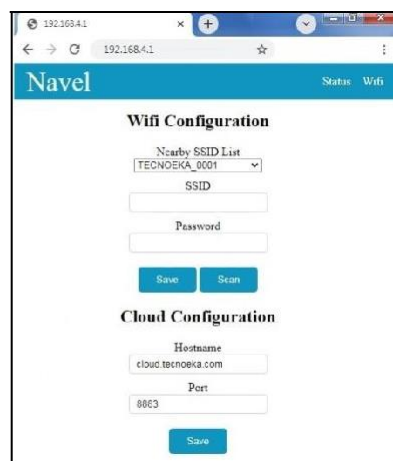 192.168.4.1
192.168.4.1
Navel
Status Wifi
Wifi Configuration
Nearby SSID List
TECNOEKA_0001
SSID
Password
Save Scan
Cloud Configuration
Hostname
cloud.tecnoeka.com
Port
8883
Save